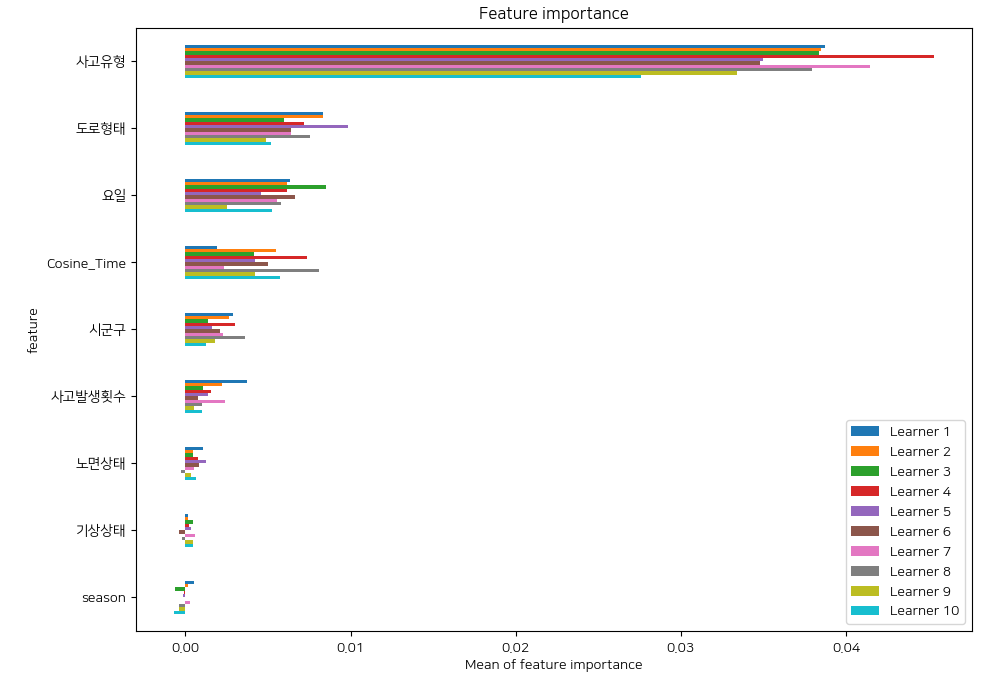 Feature importance
사고유형
도로형태
요일
Cosine_Time
시군구
사고발생횟수
노면상태
기상상태
season
feature
0.00
0.01
0.02
0.03
0.04
Mean of feature importance
Learner 1
Learner 2
Learner 3
Learner 4
Learner 5
Learner 6
Learner 7
Learner 8
Learner 9
Learner 10